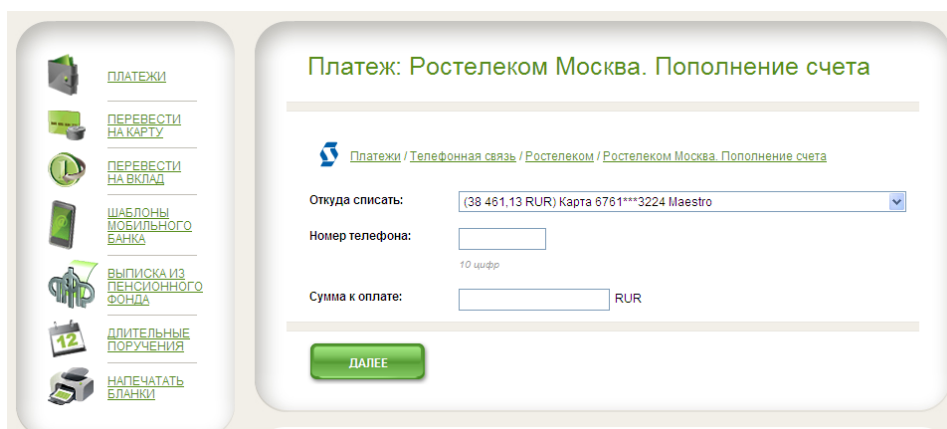 ПЛАТЕЖИ
ПЕРЕВЕСТИ
НА КАРТУ
ПЕРЕВЕСТИ
НА ВКЛАД
ШАБЛОНЫ
МОБИЛЬНОГО
БАНКА
ВЫПИСКА ИЗ
ПЕНСИОННОГО
ФОНДА
12
ДЛИТЕЛЬНЫЕ
ПОРУЧЕНИЯ
НАПЕЧАТАТЬ
БЛАНКИ
Платеж: Ростелеком Москва. Пополнение счета
Платежи / Телефонная связь / Ростелеком / Ростелеком Москва. Пополнение счета
Откуда списать: (38 461,13 RUR) Карта 6761***3224 Maestro
Номер телефона:
10 цифр
Сумма к оплате: RUR
ДАЛЕЕ